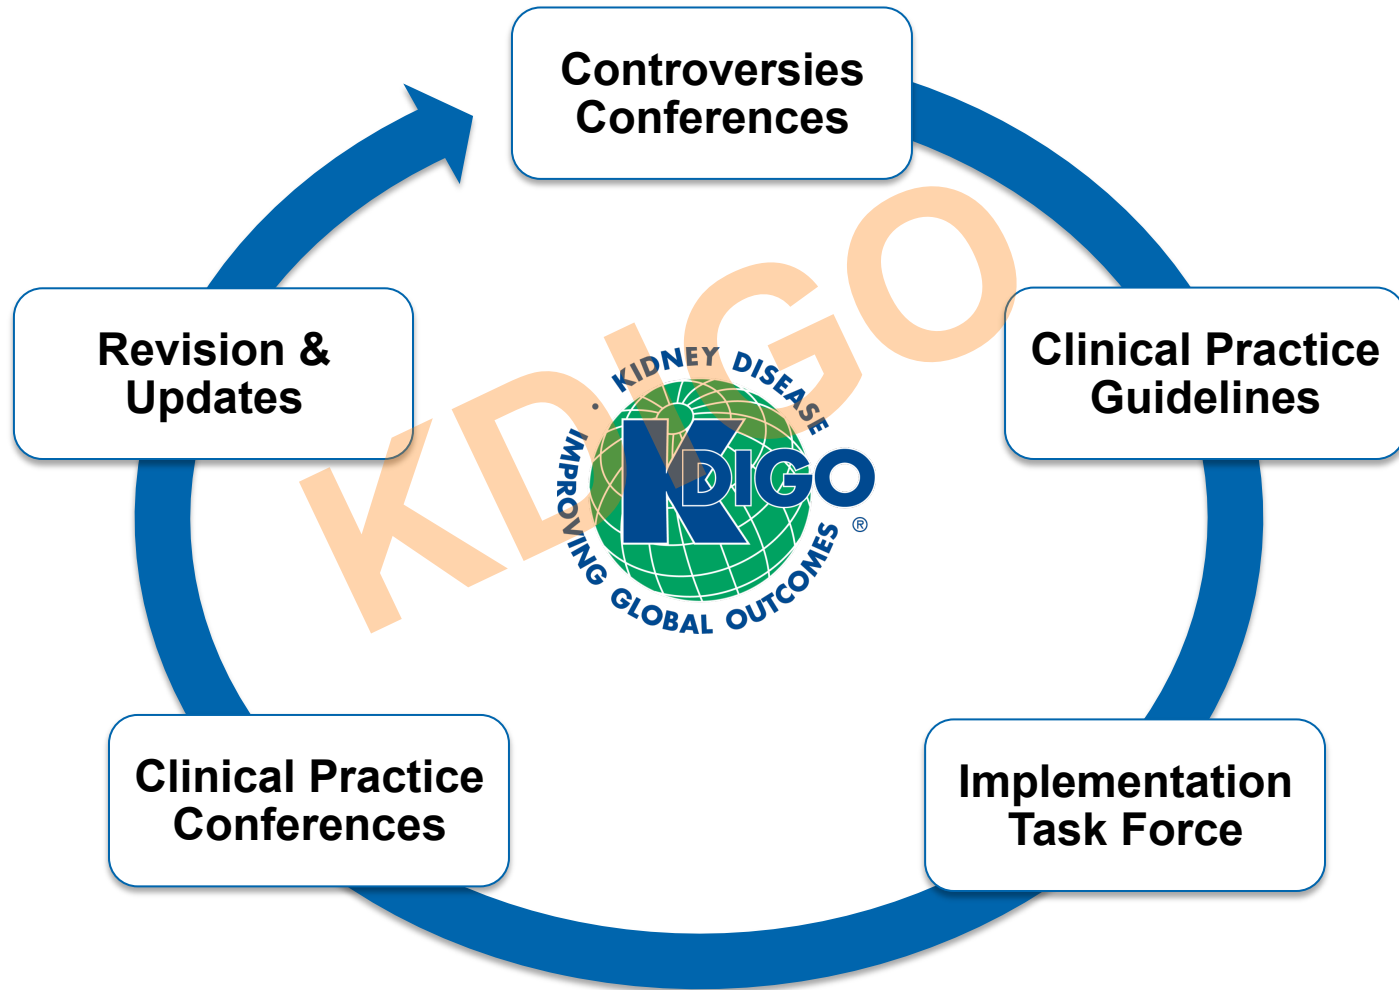 Controversies
Conferences
Revision &
Updates
Clinical Practice
Guidelines
KDIGO
· KIDNEY DISEASE
KDIGO
®
IMPROVING GLOBAL OUTCOMES
Clinical Practice
Conferences
Implementation
Task Force